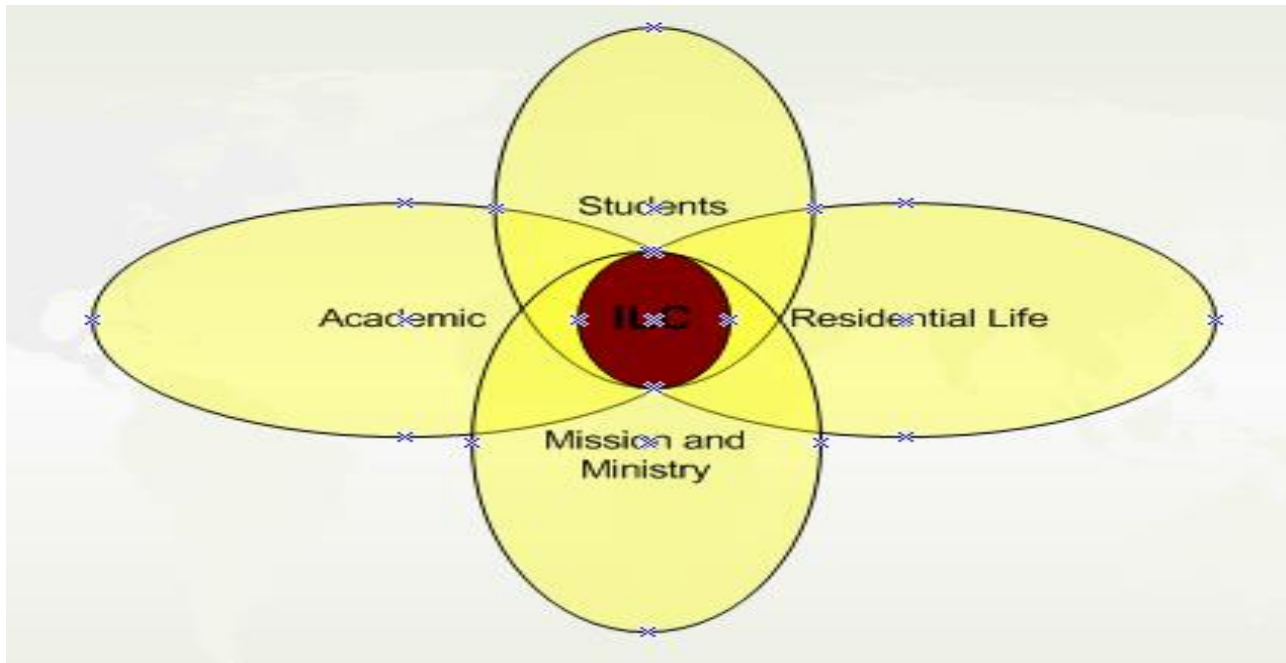 Students
Academic
ILC
Residential Life
Mission and
Ministry